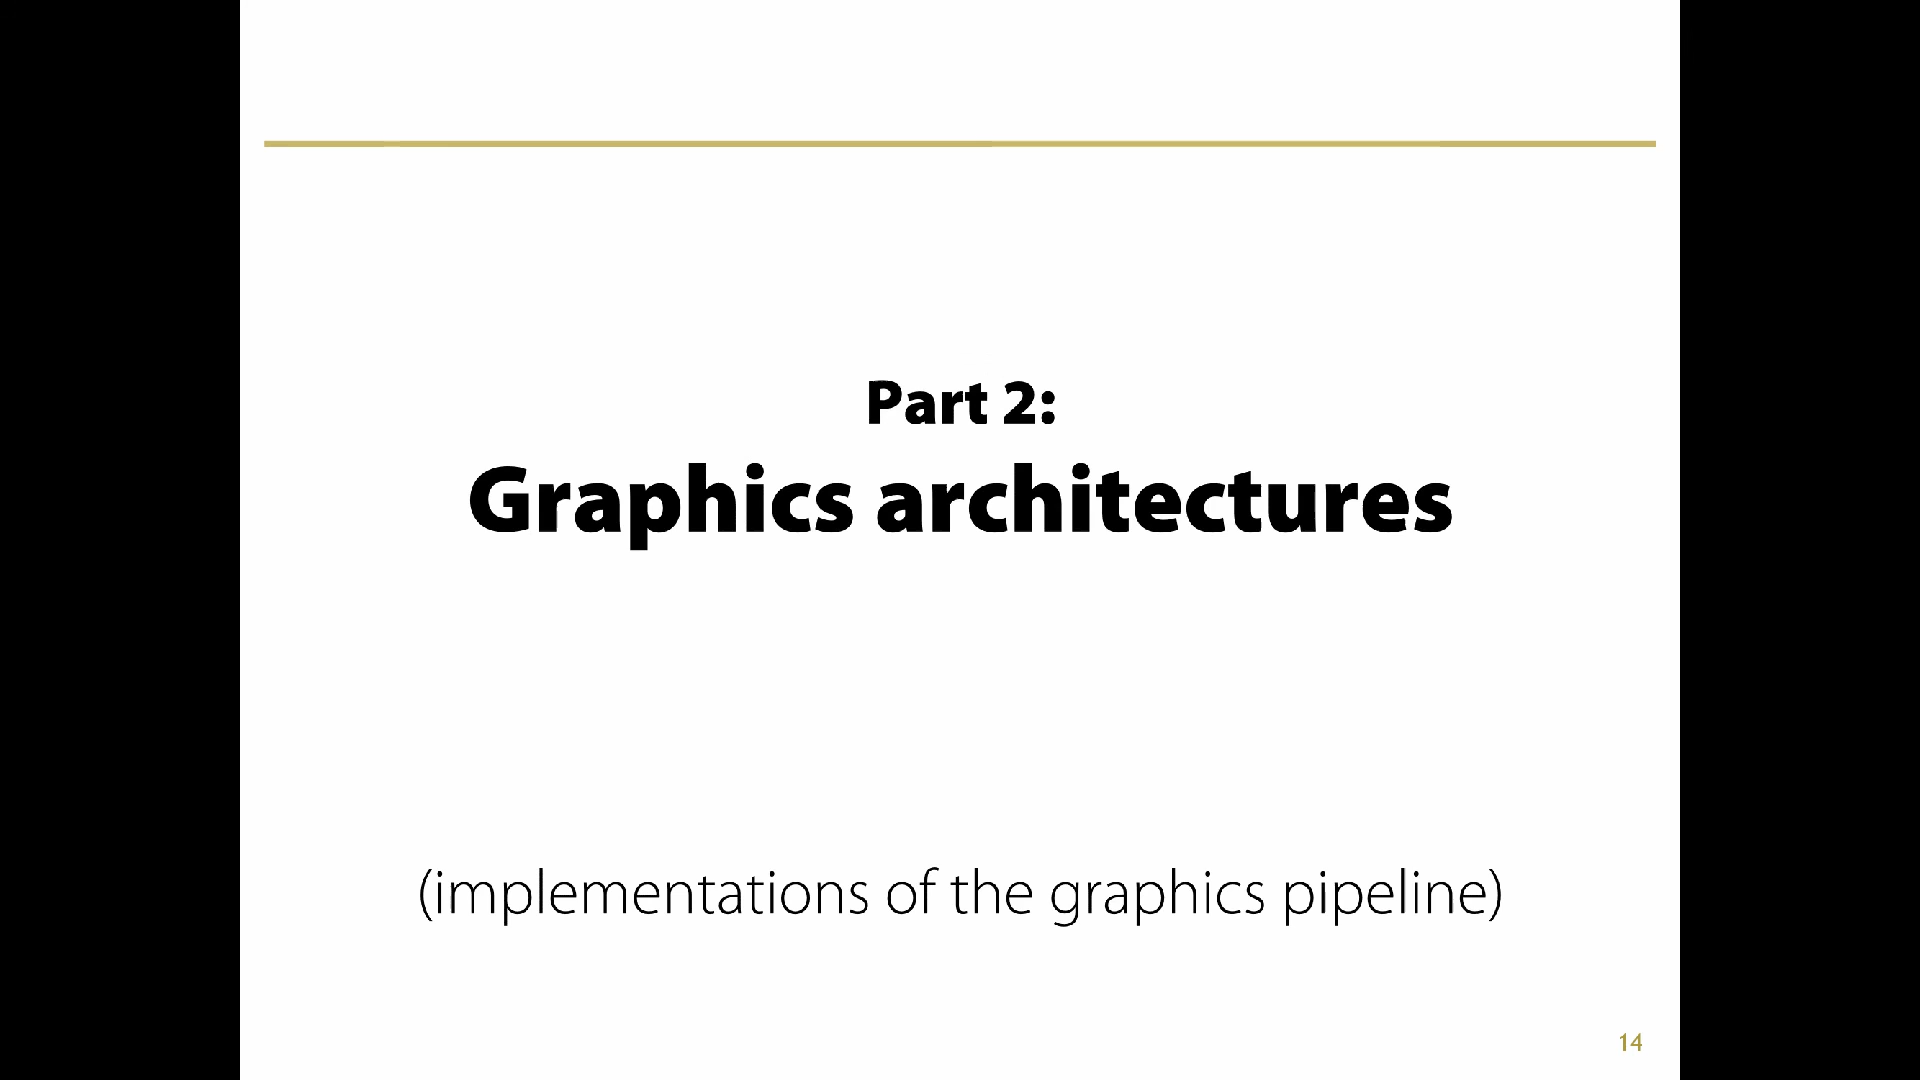 Part 2:
Graphics architectures
(implementations of the graphics pipeline)
14